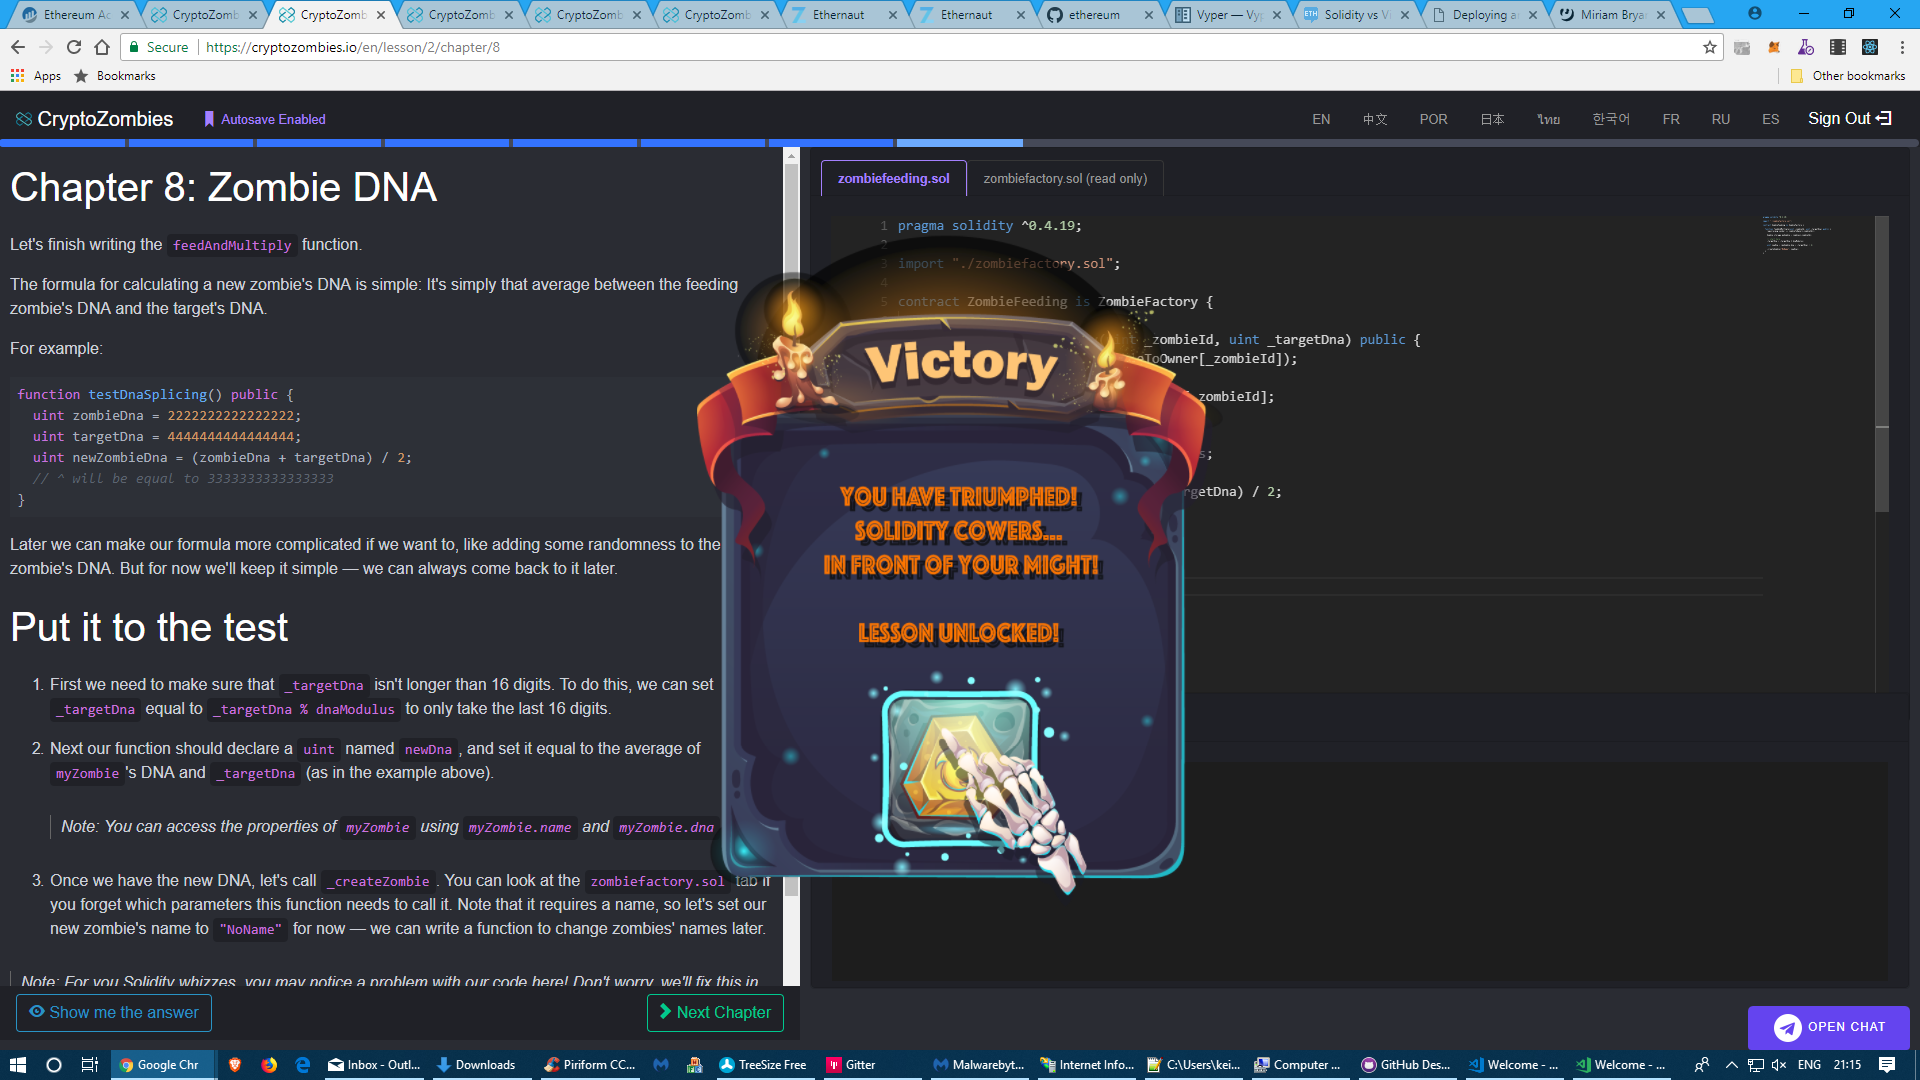 Ethereum Ac
CryptoZomb
CryptoZomb
CryptoZomb
CryptoZomb
CryptoZomb
Ethernaut
Ethernaut
ethereum
Vyper — Vyp
Solidity vs Vi
Deploying a
Miriam Brya
Secure
https://cryptozombies.io/en/lesson/2/chapter/8
Apps
Bookmarks
Other bookmarks
CryptoZombies
Autosave Enabled
EN
中文
POR
日本
ไทย
한국어
FR
RU
ES
Sign Out
Chapter 8: Zombie DNA
Let's finish writing the feedAndMultiply function.
The formula for calculating a new zombie's DNA is simple: It's simply that average between the feeding
zombie's DNA and the target's DNA.
For example:
function testDnaSplicing() public {
uint zombieDna = 2222222222222222;
uint targetDna = 4444444444444444;
uint newZombieDna = (zombieDna + targetDna) / 2;
// ^ will be equal to 3333333333333333
}
Later we can make our formula more complicated if we want to, like adding some randomness to the
zombie's DNA. But for now we'll keep it simple — we can always come back to it later.
Put it to the test
1. First we need to make sure that _targetDna isn't longer than 16 digits. To do this, we can set
_targetDna equal to _targetDna % dnaModulus to only take the last 16 digits.
2. Next our function should declare a uint named newDna, and set it equal to the average of
myZombie's DNA and _targetDna (as in the example above).
Note: You can access the properties of myZombie using myZombie.name and myZombie.dna
3. Once we have the new DNA, let's call _createZombie. You can look at the zombiefactory.sol tab if
you forget which parameters this function needs to call it. Note that it requires a name, so let's set our
new zombie's name to "NoName" for now — we can write a function to change zombies' names later.
Note: For you Solidity whizzes, you may notice a problem with our code here! Don't worry, we'll fix this in
Show me the answer
Next Chapter
zombiefeeding.sol
zombiefactory.sol (read only)
1 pragma solidity ^0.4.19;
2
3 import "./zombiefactory.sol";
4
5 contract ZombieFeeding is ZombieFactory {
_zombieId, uint _targetDna) public {
ToOwner[_zombieId]);
zombieId];
s;
rgetDna) / 2;
Victory
YOU HAVE TRIUMPHED!
SOLIDITY COWERS...
IN FRONT OF YOUR MIGHT!
LESSON UNLOCKED!
OPEN CHAT
Google Chr
Inbox - Outl...
Downloads
Piriform CC...
TreeSize Free
Gitter
Malwarebyt...
Internet Info...
C:\Users\kei...
Computer ...
GitHub Des...
Welcome - ...
Welcome - ...
ENG
21:15